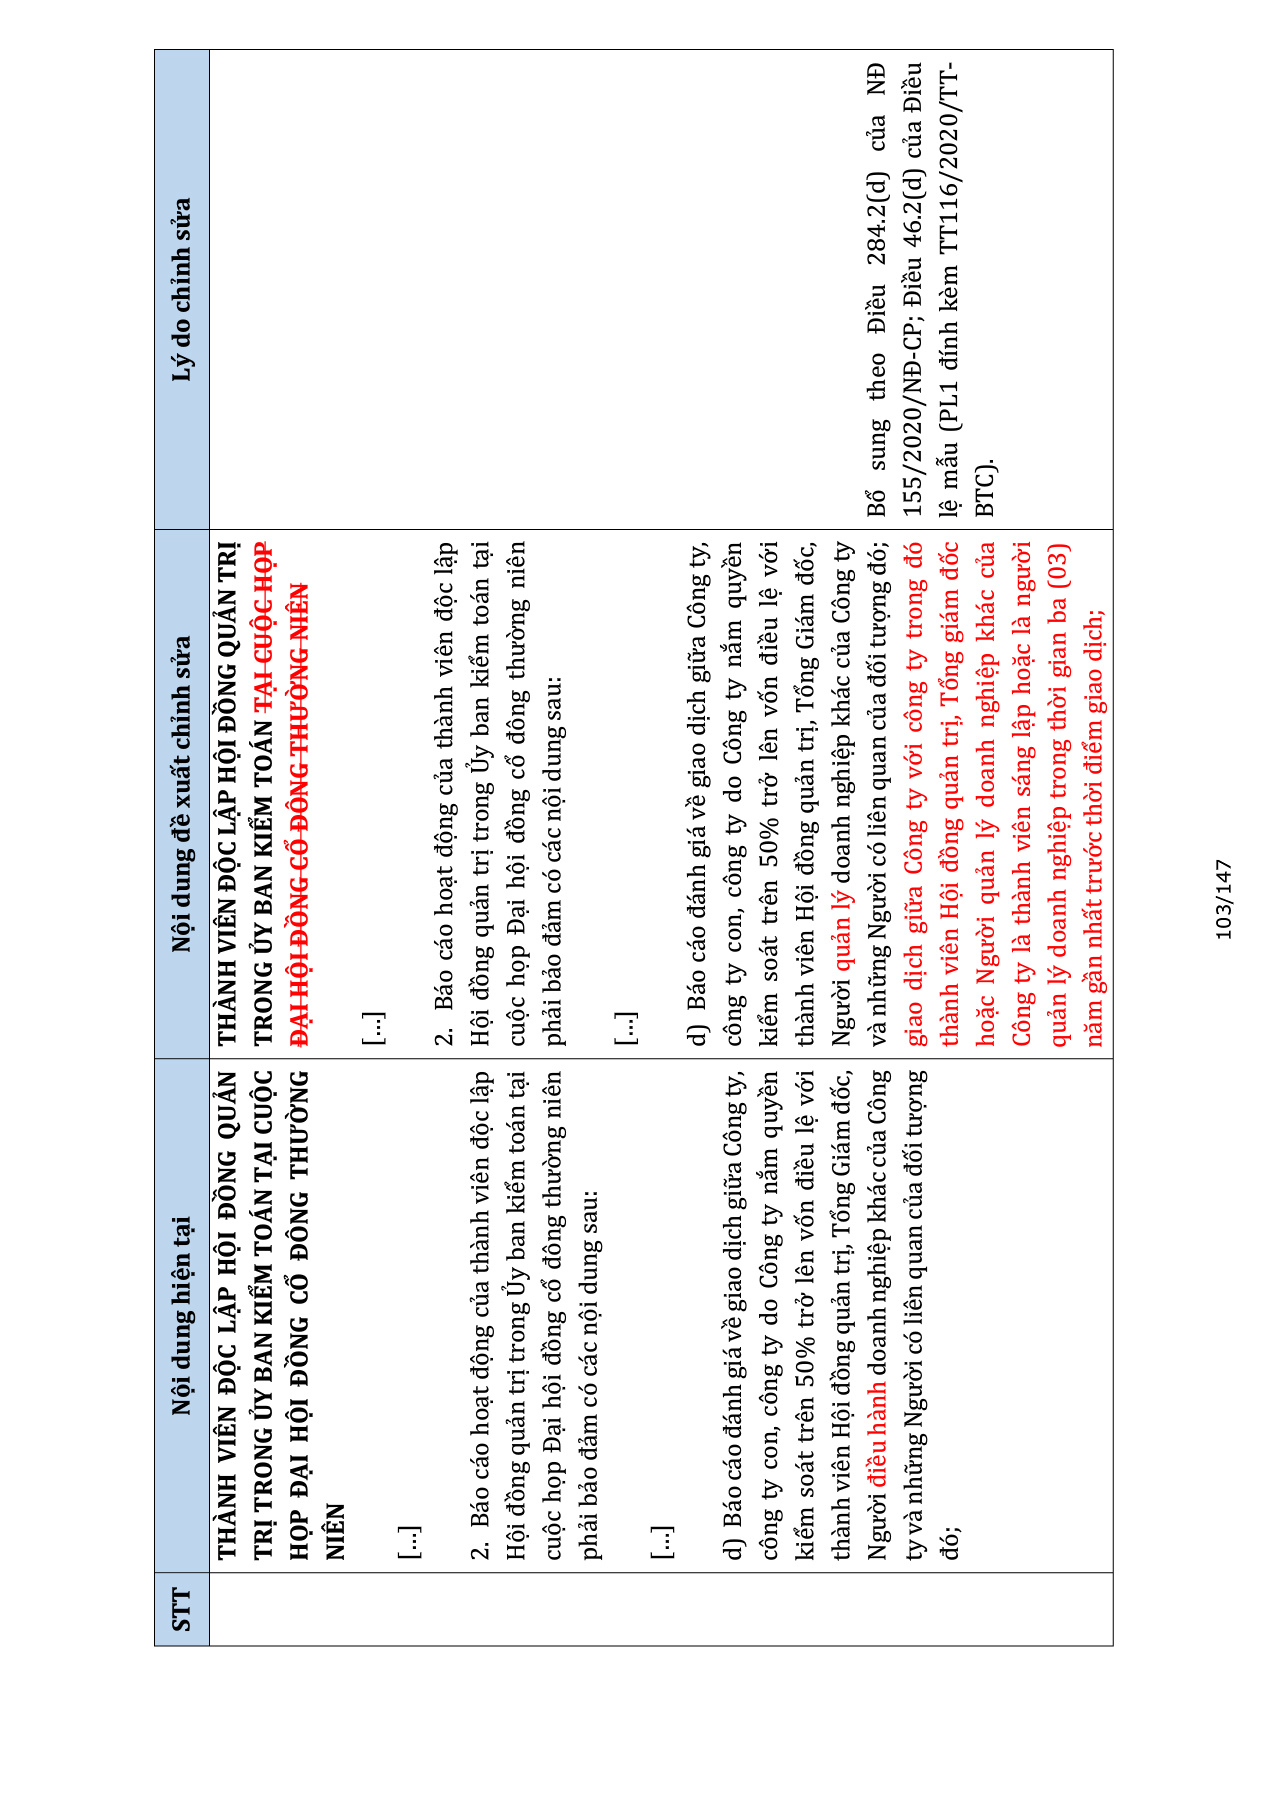 STT
Nội dung hiện tại
Nội dung đề xuất chỉnh sửa
Lý do chỉnh sửa
THÀNH VIÊN ĐỘC LẬP HỘI ĐỒNG QUẢN
TRỊ TRONG ỦY BAN KIỂM TOÁN TẠI CUỘC
HỌP ĐẠI HỘI ĐỒNG CỔ ĐÔNG THƯỜNG
NIÊN
[...]
2. Báo cáo hoạt động của thành viên độc lập
Hội đồng quản trị trong Ủy ban kiểm toán tại
cuộc họp Đại hội đồng cổ đông thường niên
phải bảo đảm có các nội dung sau:
[...]
d) Báo cáo đánh giá về giao dịch giữa Công ty,
công ty con, công ty do Công ty nắm quyền
kiểm soát trên 50% trở lên vốn điều lệ với
thành viên Hội đồng quản trị, Tổng Giám đốc,
Người điều hành doanh nghiệp khác của Công
ty và những Người có liên quan của đối tượng
đó;
THÀNH VIÊN ĐỘC LẬP HỘI ĐỒNG QUẢN TRỊ
TRONG ỦY BAN KIỂM TOÁN TẠI CUỘC HỌP
ĐẠI HỘI ĐỒNG CỔ ĐÔNG THƯỜNG NIÊN
[...]
2. Báo cáo hoạt động của thành viên độc lập
Hội đồng quản trị trong Ủy ban kiểm toán tại
cuộc họp Đại hội đồng cổ đông thường niên
phải bảo đảm có các nội dung sau:
[...]
d) Báo cáo đánh giá về giao dịch giữa Công ty,
công ty con, công ty do Công ty nắm quyền
kiểm soát trên 50% trở lên vốn điều lệ với
thành viên Hội đồng quản trị, Tổng Giám đốc,
Người quản lý doanh nghiệp khác của Công ty
và những Người có liên quan của đối tượng đó;
giao dịch giữa Công ty với công ty trong đó
thành viên Hội đồng quản trị, Tổng giám đốc
hoặc Người quản lý doanh nghiệp khác của
Công ty là thành viên sáng lập hoặc là người
quản lý doanh nghiệp trong thời gian ba (03)
năm gần nhất trước thời điểm giao dịch;
Bổ sung theo Điều 284.2(d) của NĐ
155/2020/NĐ-CP; Điều 46.2(d) của Điều
lệ mẫu (PL1 đính kèm TT116/2020/TT-
BTC).
103/147